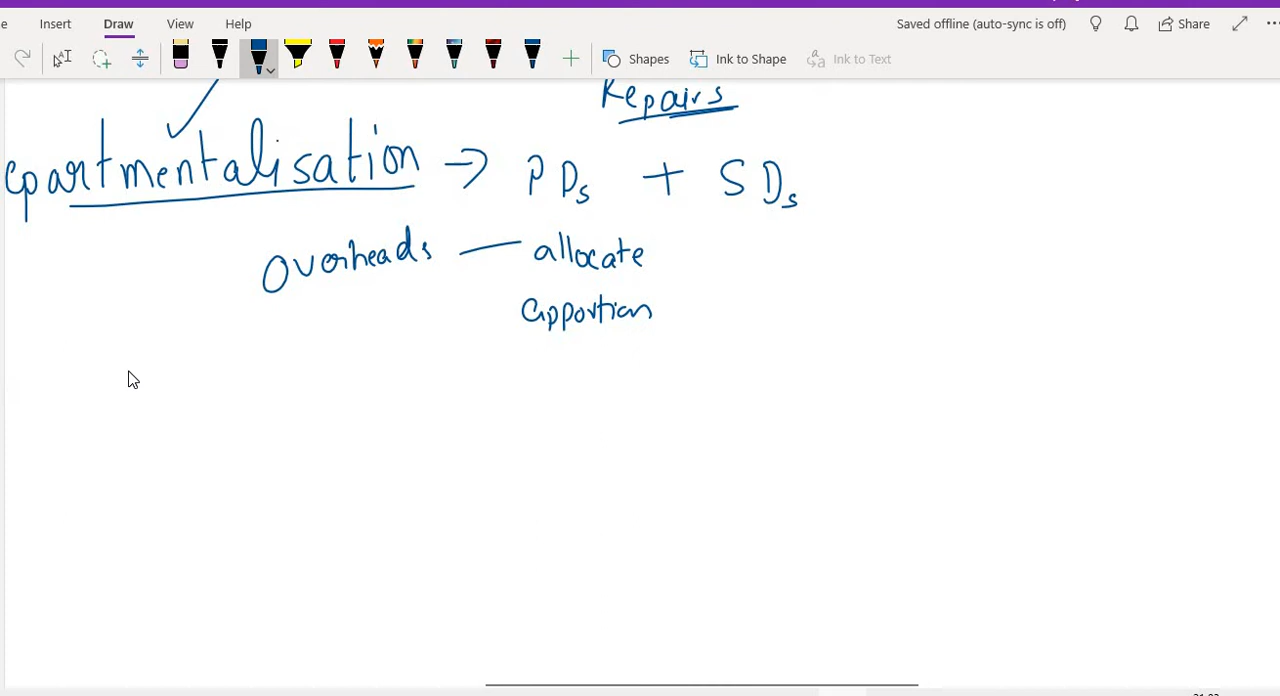 e Insert Draw View Help Saved offline (auto-sync is off) Share
Shapes Ink to Shape Ink to Text
Repairs
epartmentalisation → PDs + SDs
Overheads — allocate
apportion